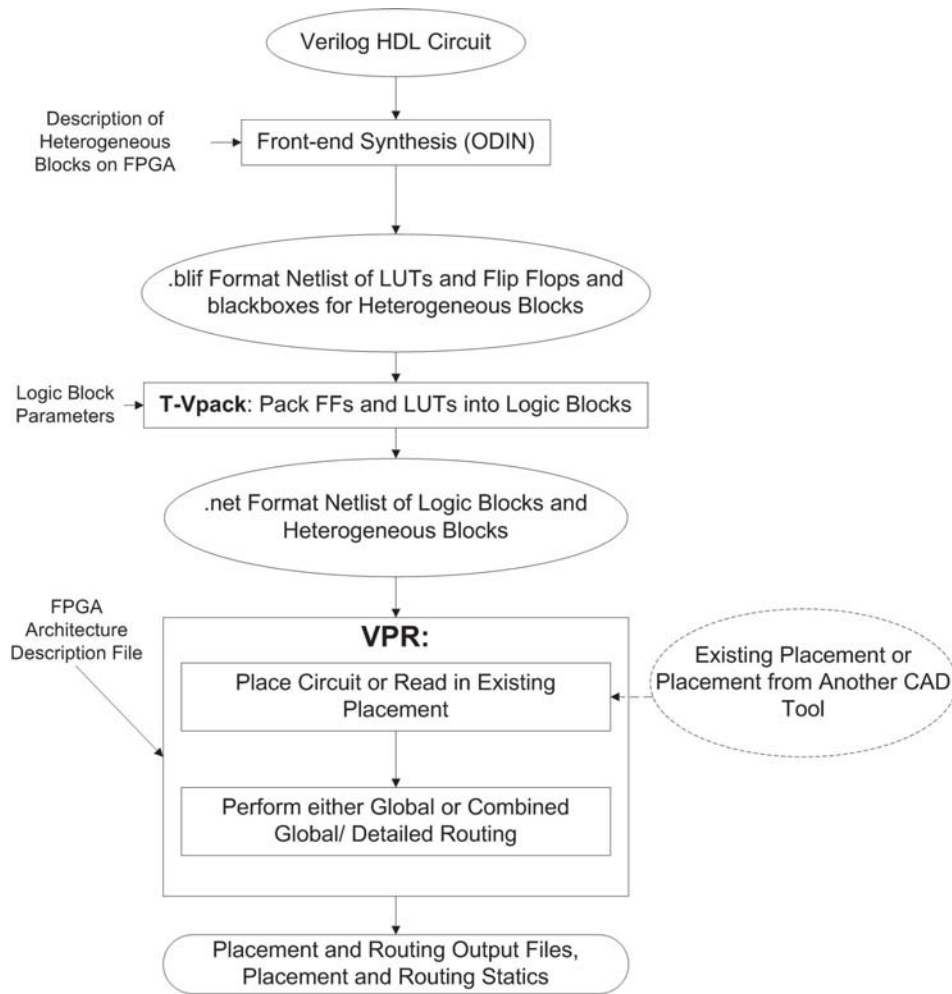 Verilog HDL Circuit
Description of
Heterogeneous
Blocks on FPGA
Front-end Synthesis (ODIN)
.blif Format Netlist of LUTs and Flip Flops and
blackboxes for Heterogeneous Blocks
Logic Block
Parameters
T-Vpack: Pack FFs and LUTs into Logic Blocks
.net Format Netlist of Logic Blocks and
Heterogeneous Blocks
FPGA
Architecture
Description File
VPR:
Place Circuit or Read in Existing
Placement
Existing Placement or
Placement from Another CAD
Tool
Perform either Global or Combined
Global/ Detailed Routing
Placement and Routing Output Files,
Placement and Routing Statics